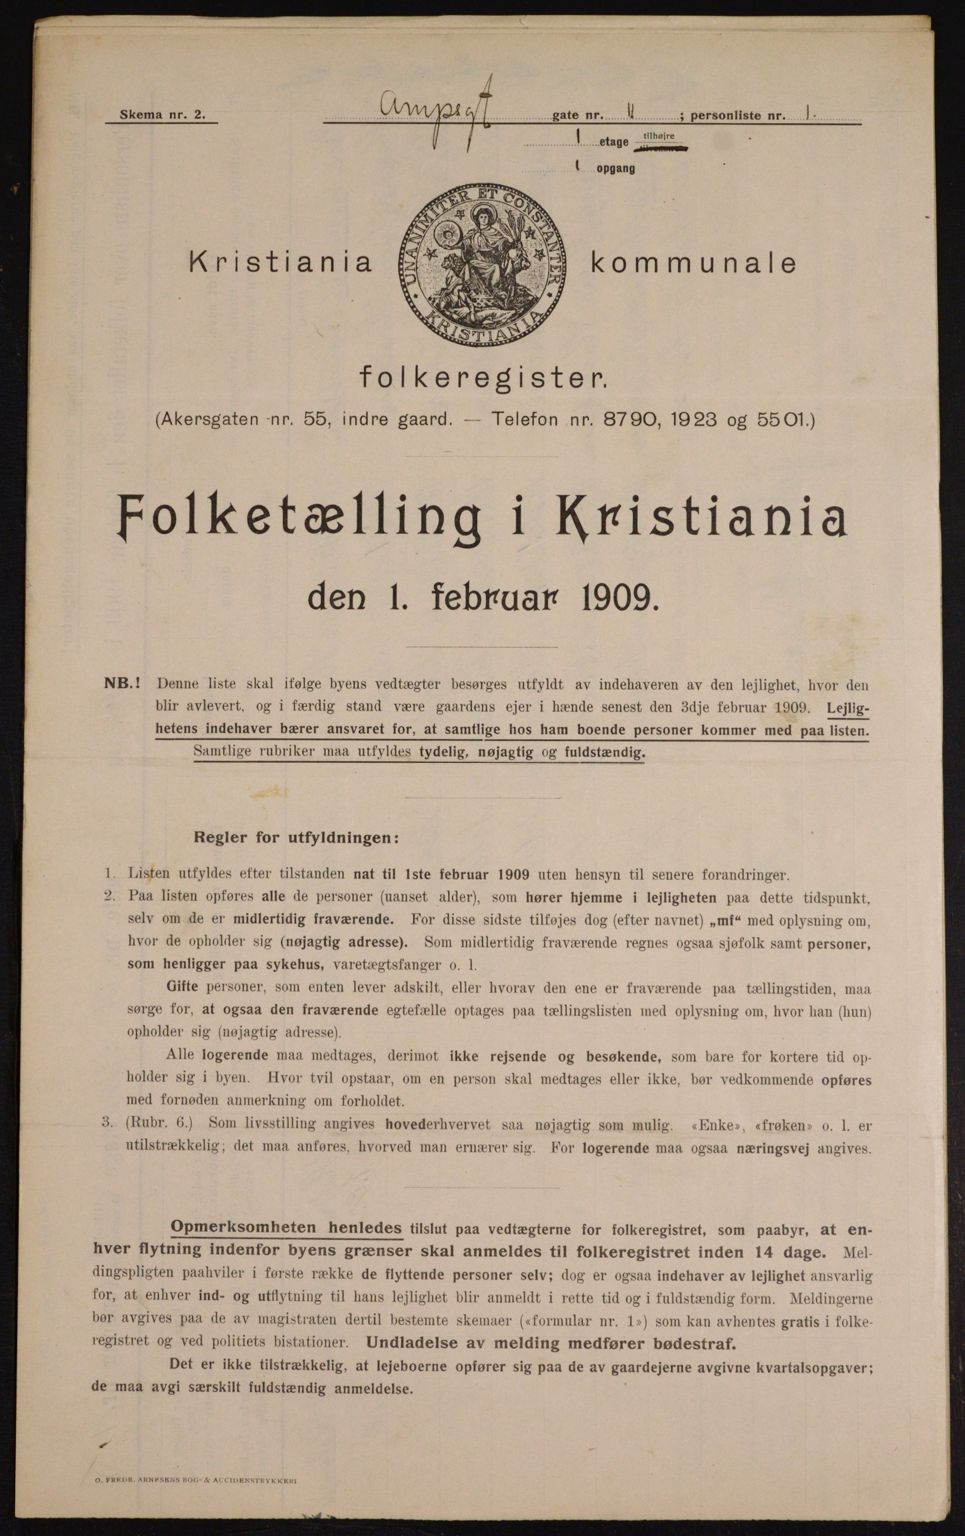 Skema nr. 2.
Ampsgt gate nr. 11 ; personliste nr. 1.
1 etage tilhøjre
1 opgang
UNANIMITER ET CONSTANTER
KRISTIANIA
Kristiania kommunale
folkeregister.
(Akersgaten nr. 55, indre gaard. — Telefon nr. 8790, 1923 og 5501.)
Folketælling i Kristiania
den 1. februar 1909.
NB.! Denne liste skal ifølge byens vedtægter besørges utfyldt av indehaveren av den lejlighet, hvor den
blir avlevert, og i færdig stand være gaardens ejer i hænde senest den 3dje februar 1909. Lejlig-
hetens indehaver bærer ansvaret for, at samtlige hos ham boende personer kommer med paa listen.
Samtlige rubriker maa utfyldes tydelig, nøjagtig og fuldstændig.
Regler for utfyldningen:
1. Listen utfyldes efter tilstanden nat til 1ste februar 1909 uten hensyn til senere forandringer.
2. Paa listen opføres alle de personer (uanset alder), som hører hjemme i lejligheten paa dette tidspunkt,
selv om de er midlertidig fraværende. For disse sidste tilføjes dog (efter navnet) „mf“ med oplysning om,
hvor de opholder sig (nøjagtig adresse). Som midlertidig fraværende regnes ogsaa sjøfolk samt personer,
som henligger paa sykehus, varetægtsfanger o. l.
Gifte personer, som enten lever adskilt, eller hvorav den ene er fraværende paa tællingstiden, maa
sørge for, at ogsaa den fraværende egtefælle optages paa tællingslisten med oplysning om, hvor han (hun)
opholder sig (nøjagtig adresse).
Alle logerende maa medtages, derimot ikke rejsende og besøkende, som bare for kortere tid op-
holder sig i byen. Hvor tvil opstaar, om en person skal medtages eller ikke, bør vedkommende opføres
med fornøden anmerkning om forholdet.
3. (Rubr. 6.) Som livsstilling angives hovederhvervet saa nøjagtig som mulig. «Enke», «frøken» o. l. er
utilstrækkelig; det maa anføres, hvorved man ernærer sig. For logerende maa ogsaa næringsvej angives.
Opmerksomheten henledes tilslut paa vedtægterne for folkeregistret, som paabyr, at en-
hver flytning indenfor byens grænser skal anmeldes til folkeregistret inden 14 dage. Mel-
dingspligten paahviler i første række de flyttende personer selv; dog er ogsaa indehaver av lejlighet ansvarlig
for, at enhver ind- og utflytning til hans lejlighet blir anmeldt i rette tid og i fuldstændig form. Meldingerne
bør avgives paa de av magistraten dertil bestemte skemaer («formular nr. 1») som kan avhentes gratis i folke-
registret og ved politiets bistationer. Undladelse av melding medfører bødestraf.
Det er ikke tilstrækkelig, at lejeboerne opfører sig paa de av gaardejerne avgivne kvartalsopgaver;
de maa avgi særskilt fuldstændig anmeldelse.
O. FREDR. ARNESENS BOG- & ACCIDENSTRYKKERI